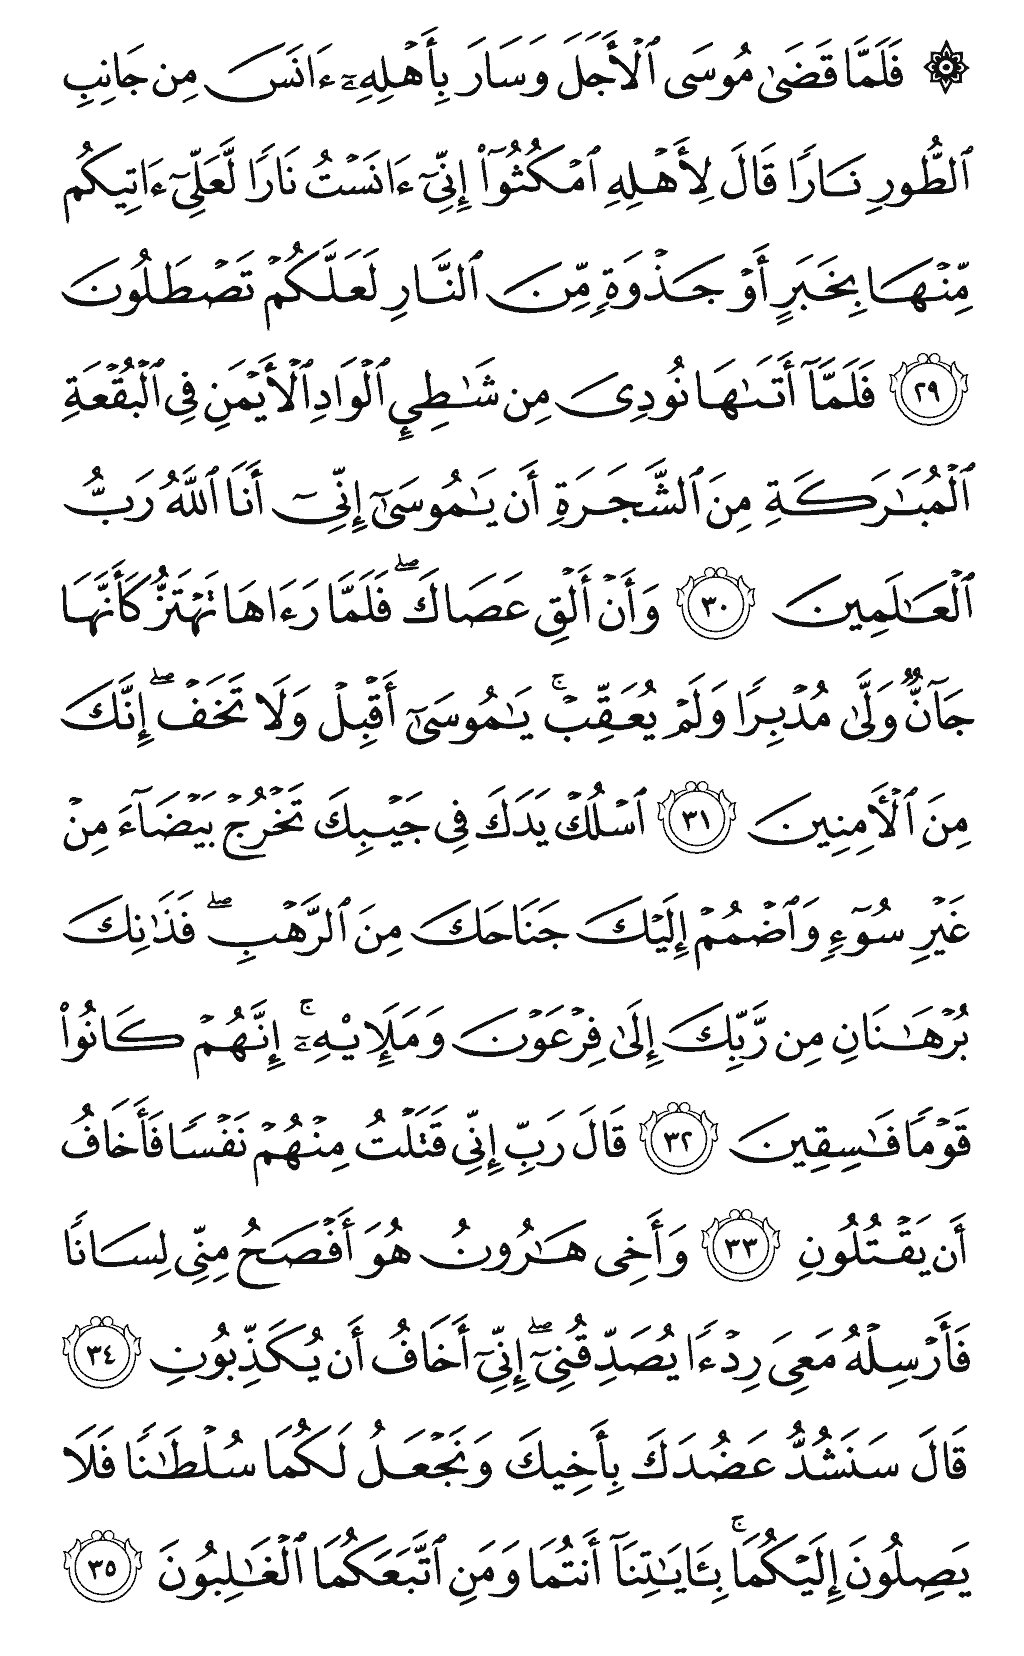 ۞ فَلَمَّا قَضَىٰ مُوسَى ٱلۡأَجَلَ وَسَارَ بِأَهۡلِهِۦٓ ءَانَسَ مِن جَانِبِ
ٱلطُّورِ نَارٗا قَالَ لِأَهۡلِهِ ٱمۡكُثُوٓاْ إِنِّيٓ ءَانَسۡتُ نَارٗا لَّعَلِّيٓ ءَاتِيكُم
مِّنۡهَا بِخَبَرٍ أَوۡ جَذۡوَةٖ مِّنَ ٱلنَّارِ لَعَلَّكُمۡ تَصۡطَلُونَ
٢٩ فَلَمَّآ أَتَىٰهَا نُودِيَ مِن شَٰطِيِٕ ٱلۡوَادِ ٱلۡأَيۡمَنِ فِي ٱلۡبُقۡعَةِ
ٱلۡمُبَٰرَكَةِ مِنَ ٱلشَّجَرَةِ أَن يَٰمُوسَىٰٓ إِنِّيٓ أَنَا ٱللَّهُ رَبُّ
ٱلۡعَٰلَمِينَ ٣٠ وَأَنۡ أَلۡقِ عَصَاكَۖ فَلَمَّا رَءَاهَا تَهۡتَزُّ كَأَنَّهَا
جَآنّٞ وَلَّىٰ مُدۡبِرٗا وَلَمۡ يُعَقِّبۡۚ يَٰمُوسَىٰٓ أَقۡبِلۡ وَلَا تَخَفۡۖ إِنَّكَ
مِنَ ٱلۡأٓمِنِينَ ٣١ ٱسۡلُكۡ يَدَكَ فِي جَيۡبِكَ تَخۡرُجۡ بَيۡضَآءَ مِنۡ
غَيۡرِ سُوٓءٖ وَٱضۡمُمۡ إِلَيۡكَ جَنَاحَكَ مِنَ ٱلرَّهۡبِۖ فَذَٰنِكَ
بُرۡهَٰنَانِ مِن رَّبِّكَ إِلَىٰ فِرۡعَوۡنَ وَمَلَإِيْهِۦٓۚ إِنَّهُمۡ كَانُواْ
قَوۡمٗا فَٰسِقِينَ ٣٢ قَالَ رَبِّ إِنِّي قَتَلۡتُ مِنۡهُمۡ نَفۡسٗا فَأَخَافُ
أَن يَقۡتُلُونِ ٣٣ وَأَخِي هَٰرُونُ هُوَ أَفۡصَحُ مِنِّي لِسَانٗا
فَأَرۡسِلۡهُ مَعِيَ رِدۡءٗا يُصَدِّقُنِيٓۖ إِنِّيٓ أَخَافُ أَن يُكَذِّبُونِ ٣٤
قَالَ سَنَشُدُّ عَضُدَكَ بِأَخِيكَ وَنَجۡعَلُ لَكُمَا سُلۡطَٰنٗا فَلَا
يَصِلُونَ إِلَيۡكُمَا بِـَٔايَٰتِنَآۚ أَنتُمَا وَمَنِ ٱتَّبَعَكُمَا ٱلۡغَٰلِبُونَ ٣٥